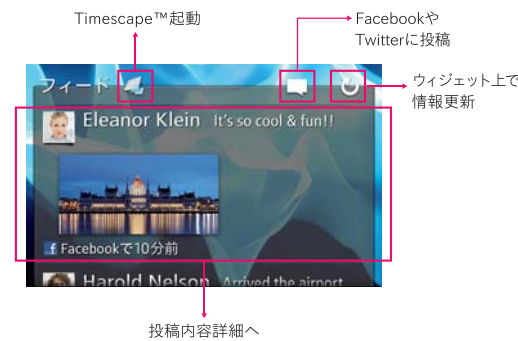 Timescape™起動
Facebookや
Twitterに投稿
ウィジェット上で
情報更新
フィード
Eleanor Klein It's so cool & fun!!
f Facebookで10分前
Harold Nelson Arrived the airport
投稿内容詳細へ